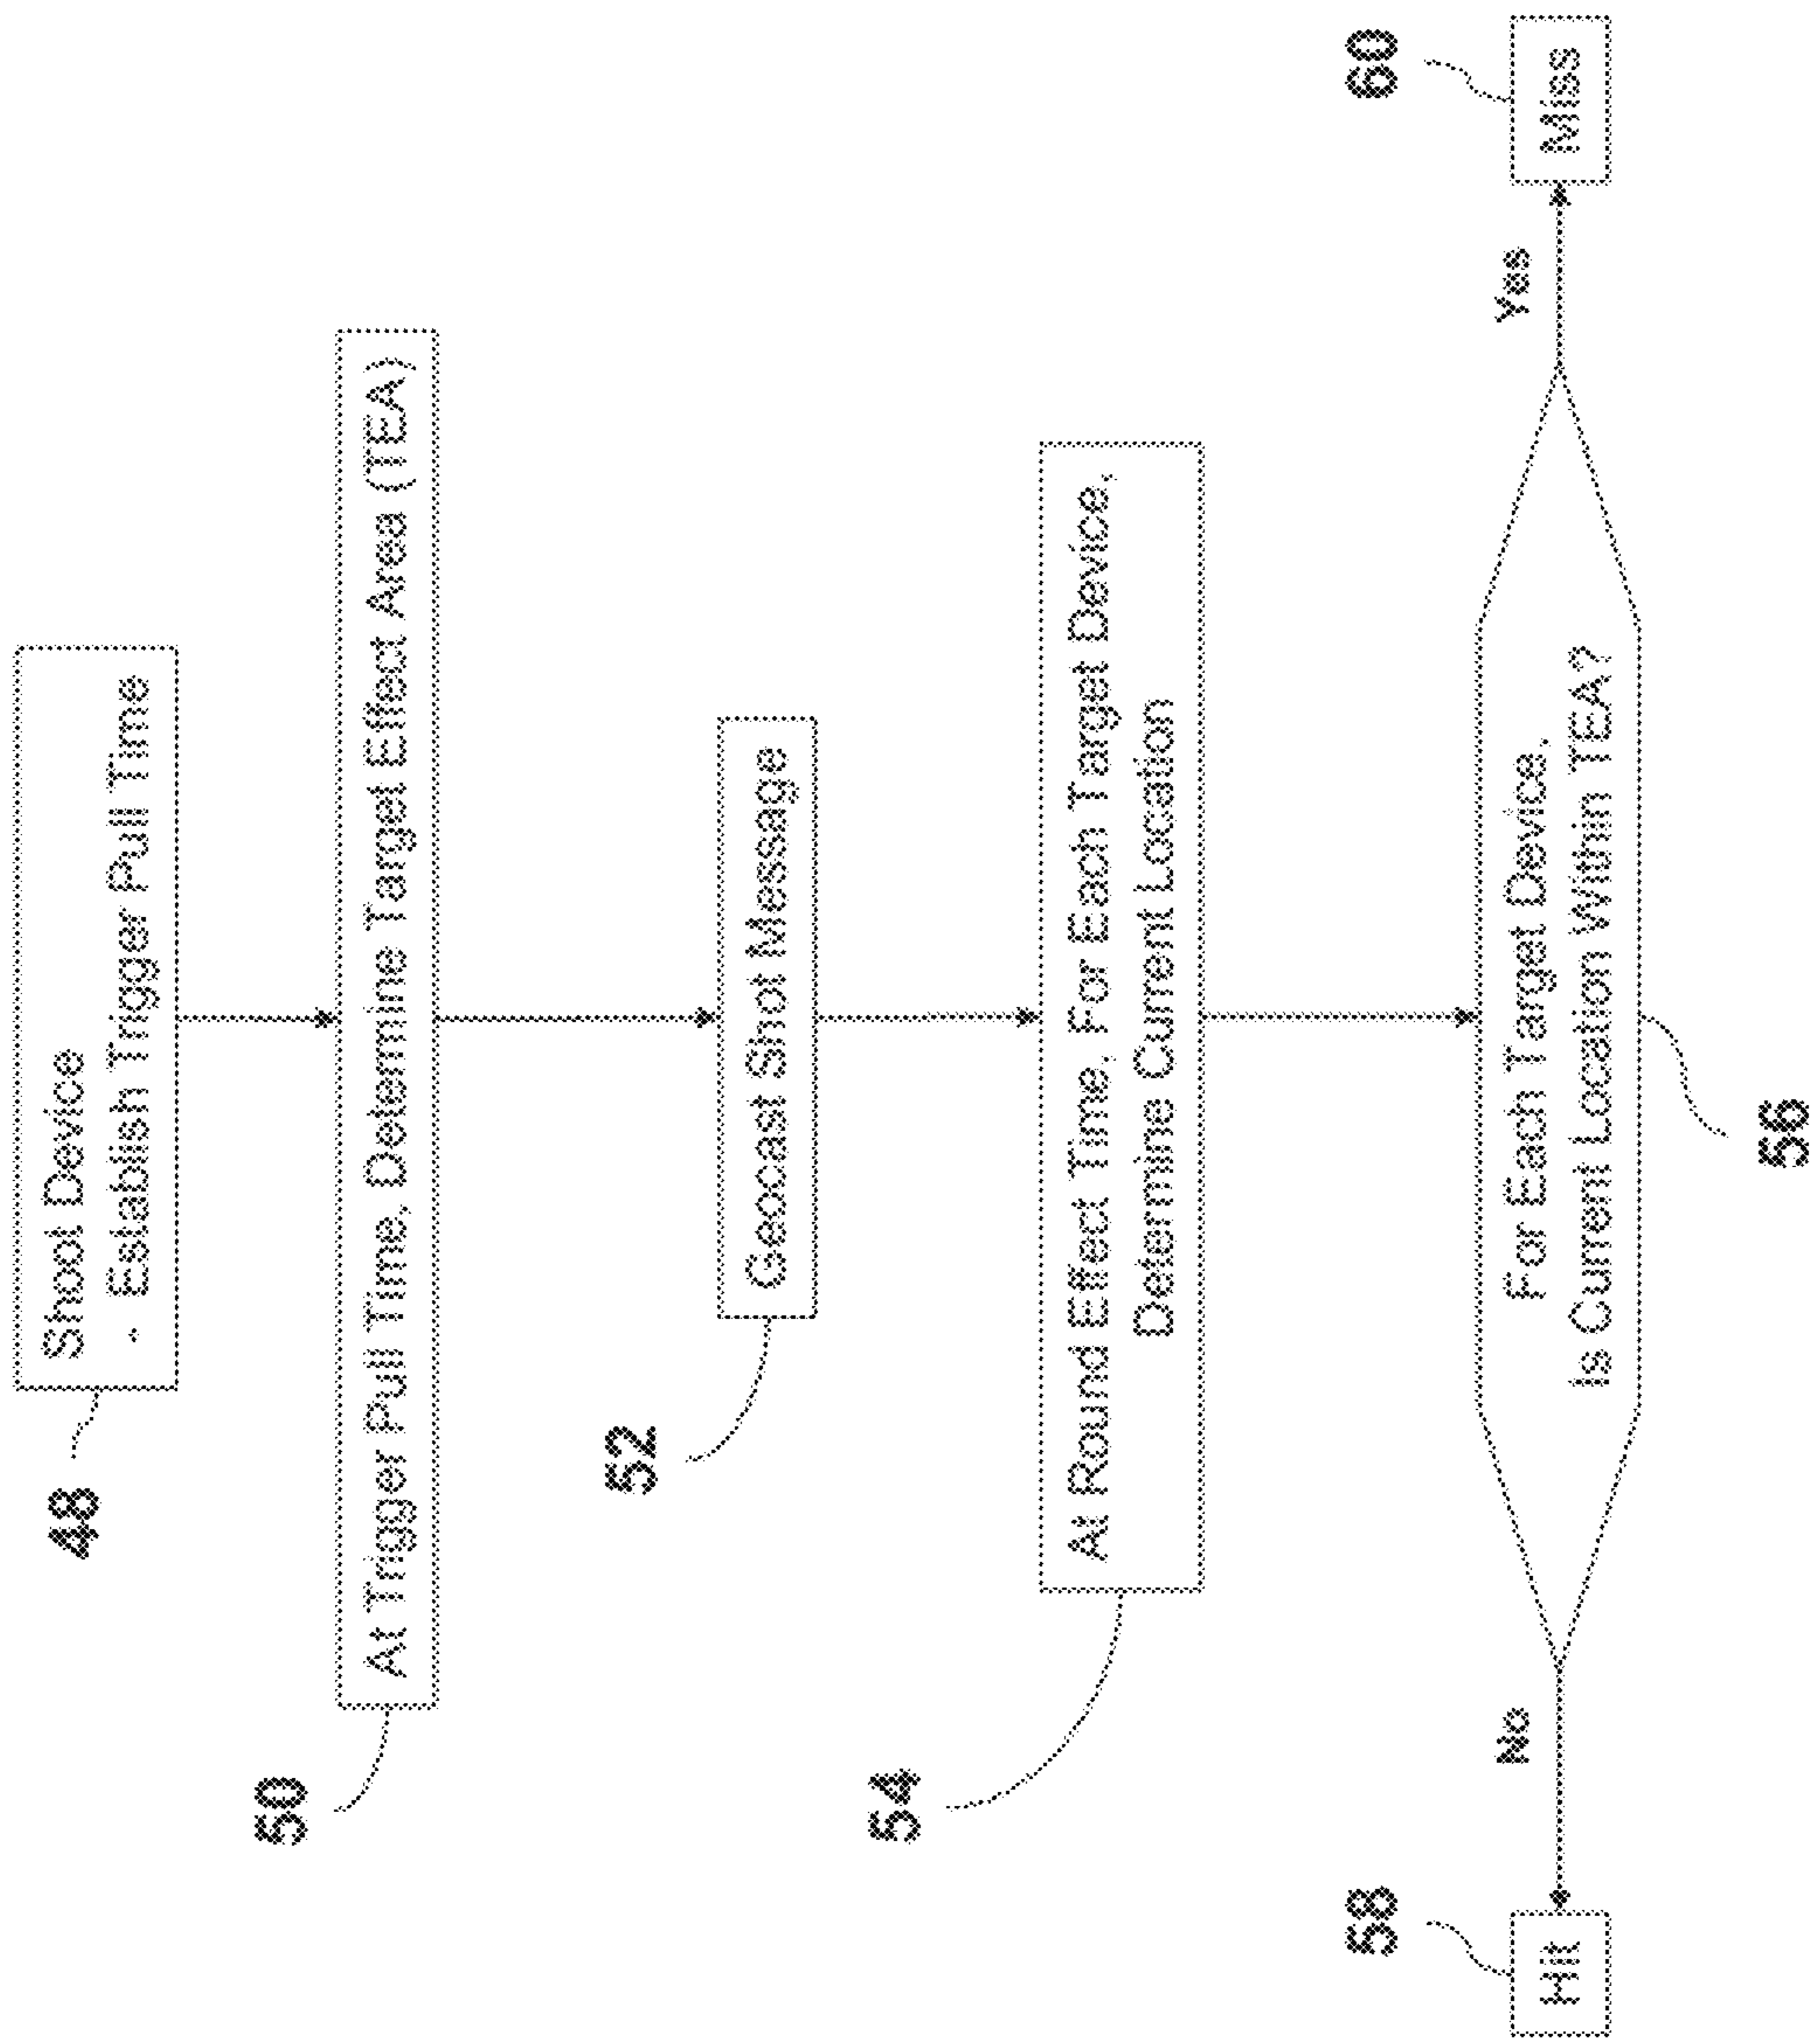 48
Shoot Device
- Establish Trigger Pull Time
50
At Trigger Pull Time, Determine Target Effect Area (TEA)
52
Geocast Shot Message
54
At Round Effect Time, For Each Target Device,
Determine Current Location
For Each Target Device,
Is Current Location Within TEA?
56
No
Yes
58
Hit
60
Miss